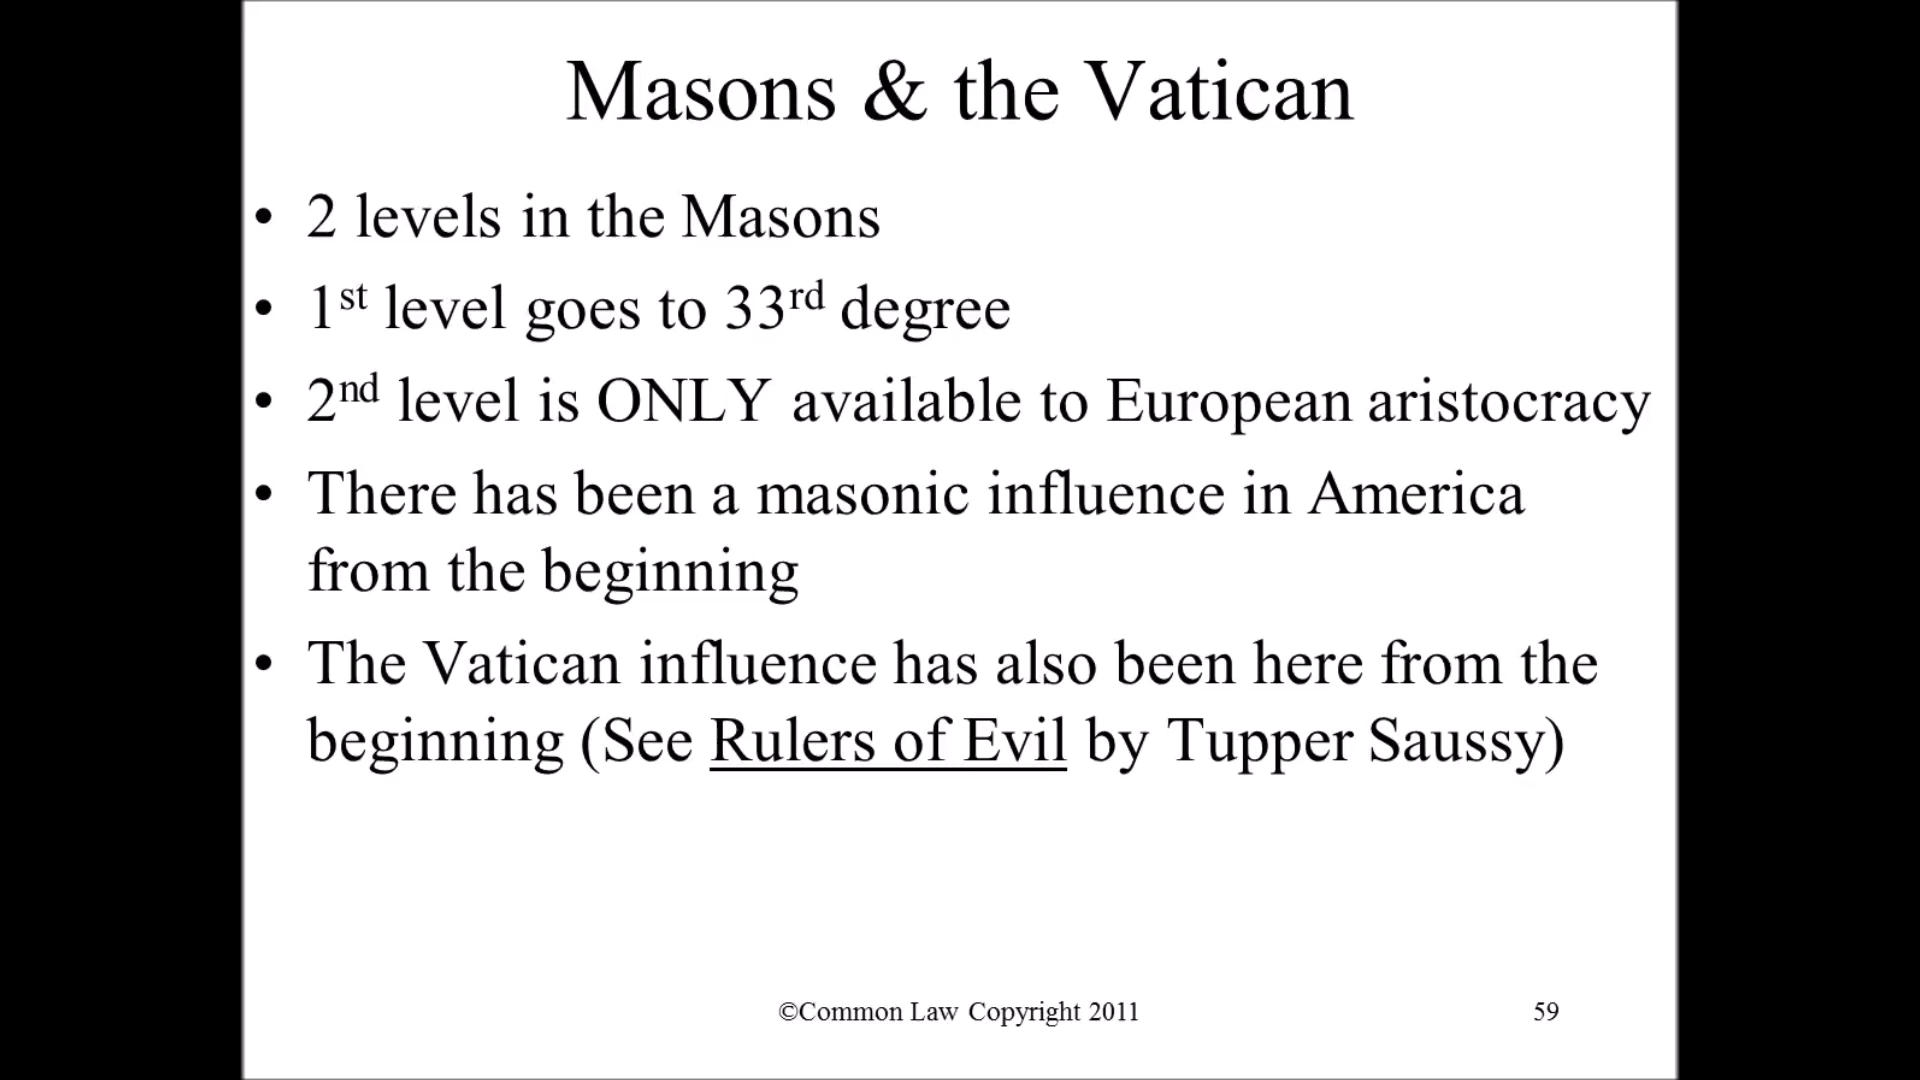 Masons & the Vatican
• 2 levels in the Masons
• 1st level goes to 33rd degree
• 2nd level is ONLY available to European aristocracy
• There has been a masonic influence in America
from the beginning
• The Vatican influence has also been here from the
beginning (See Rulers of Evil by Tupper Saussy)
©Common Law Copyright 2011
59